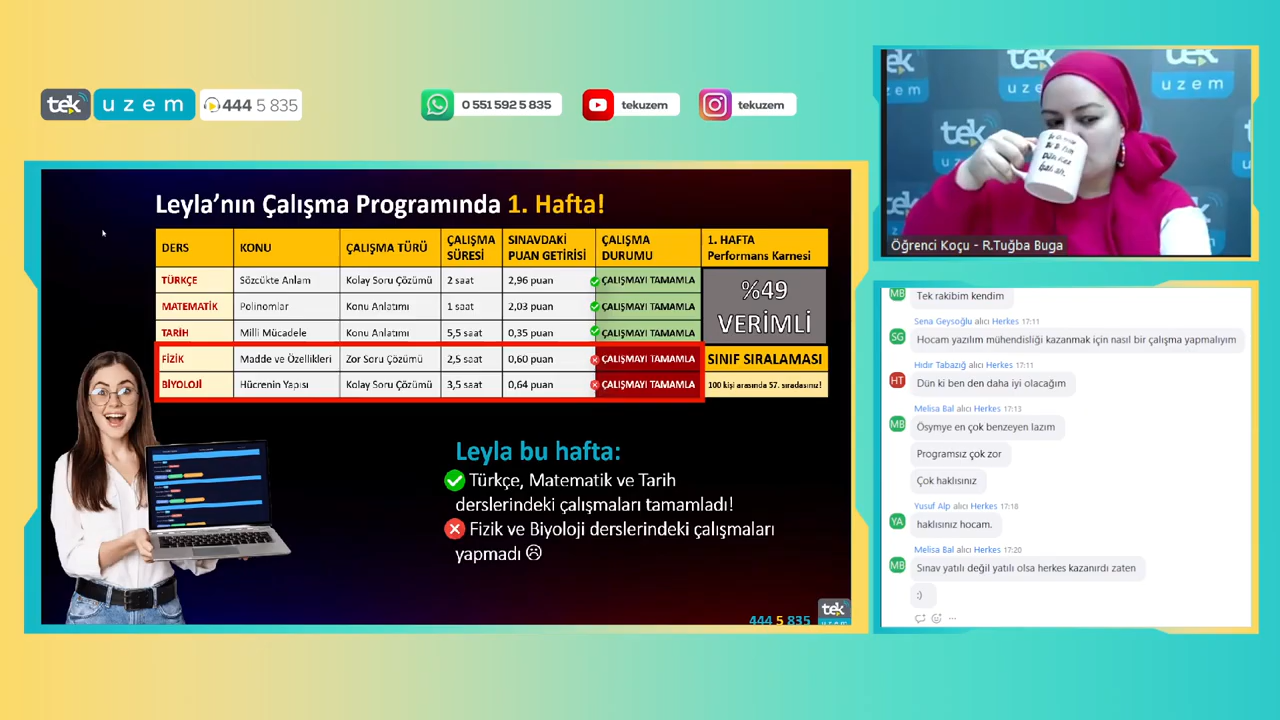 tek uzem 444 5 835
0 551 592 5 835
tekuzem
tekuzem
Leyla'nın Çalışma Programında 1. Hafta!
DERS KONU ÇALIŞMA TÜRÜ ÇALIŞMA SÜRESİ SINAVDAKİ PUAN GETİRİSİ ÇALIŞMA DURUMU 1. HAFTA Performans Karnesi
TÜRKÇE Sözcükte Anlam Kolay Soru Çözümü 2 saat 2,96 puan ÇALIŞMAYI TAMAMLA
MATEMATİK Polinomlar Konu Anlatımı 1 saat 2,03 puan ÇALIŞMAYI TAMAMLA
TARİH Milli Mücadele Konu Anlatımı 5,5 saat 0,35 puan ÇALIŞMAYI TAMAMLA
%49
VERİMLİ
FİZİK Madde ve Özellikleri Zor Soru Çözümü 2,5 saat 0,60 puan ÇALIŞMAYI TAMAMLA SINIF SIRALAMASI
BİYOLOJİ Hücrenin Yapısı Kolay Soru Çözümü 3,5 saat 0,64 puan ÇALIŞMAYI TAMAMLA 100 kişi arasında 57. sıradasınız!
Leyla bu hafta:
Türkçe, Matematik ve Tarih
derslerindeki çalışmaları tamamladı!
Fizik ve Biyoloji derslerindeki çalışmaları
yapmadı ☹
444 5 835
tek
uzem
tek
Öğrenci Koçu - R.Tuğba Buga
MB
Tek rakibim kendim
Sena Geysoğlu alıcı Herkes 17:11
SG
Hocam yazılım mühendisliği kazanmak için nasıl bir çalışma yapmalıyım
Hıdır Tabazığ alıcı Herkes 17:11
HT
Dün ki ben den daha iyi olacağım
Melisa Bal alıcı Herkes 17:13
MB
Ösymye en çok benzeyen lazım
Programsız çok zor
Çok haklısınız
Yusuf Alp alıcı Herkes 17:18
YA
haklısınız hocam.
Melisa Bal alıcı Herkes 17:20
MB
Sınav yatılı değil yatılı olsa herkes kazanırdı zaten
:)